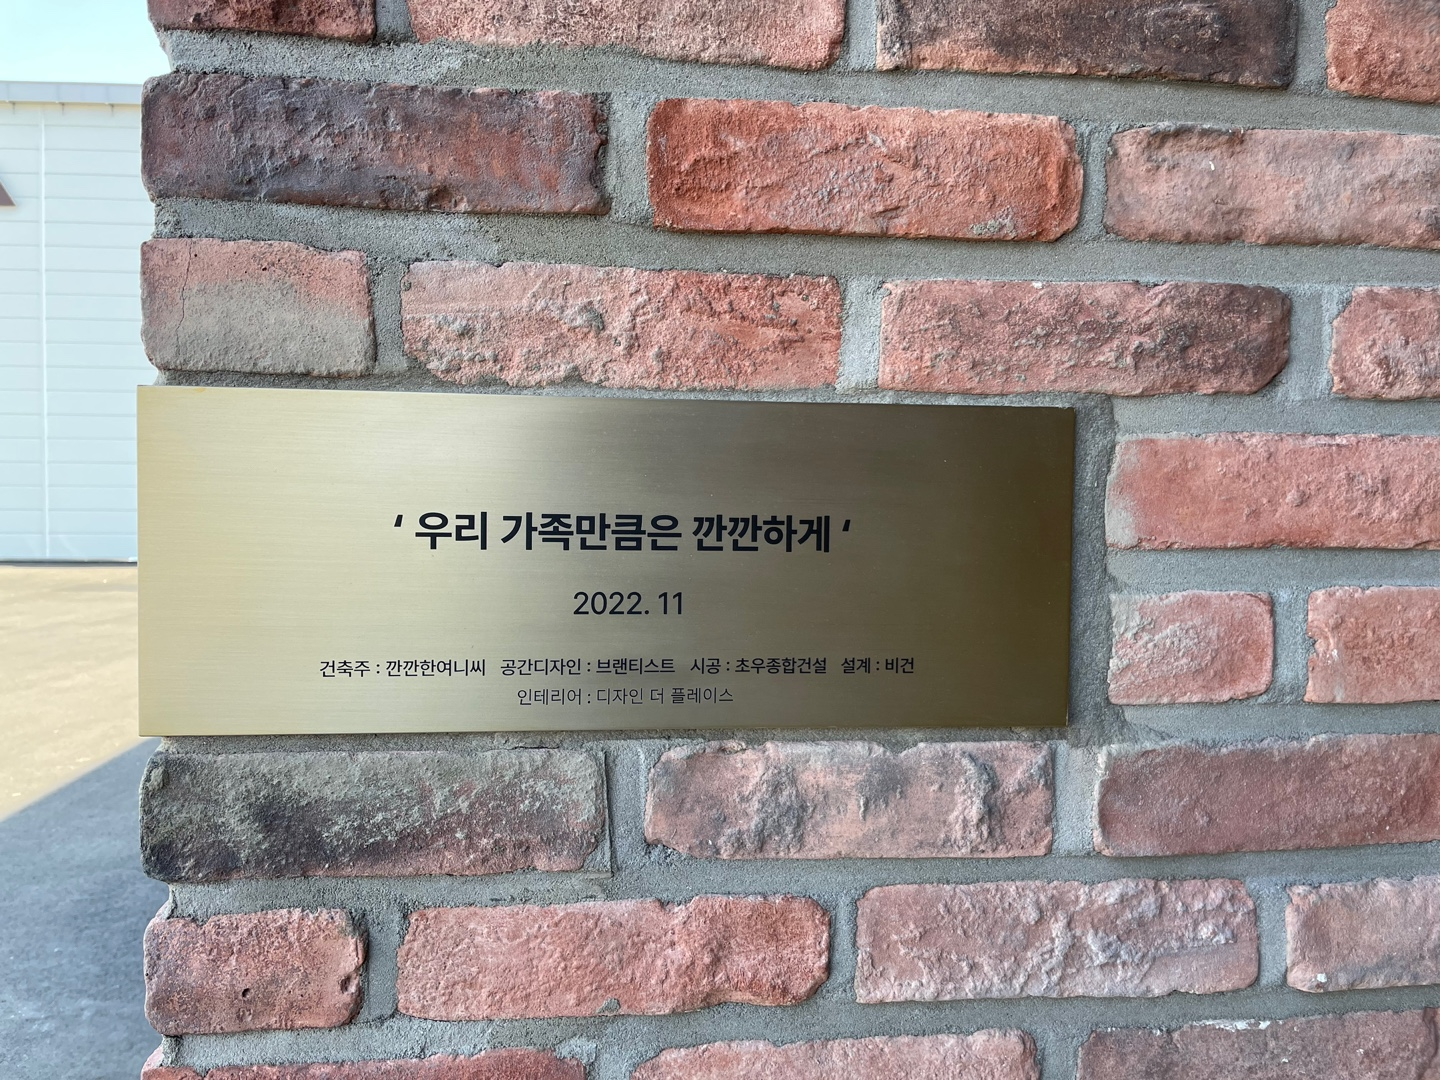 ‘ 우리 가족만큼은 깐깐하게 ‘
2022. 11
건축주 : 깐깐한여니씨 공간디자인 : 브랜티스트 시공 : 초우종합건설 설계 : 비건
인테리어 : 디자인 더 플레이스